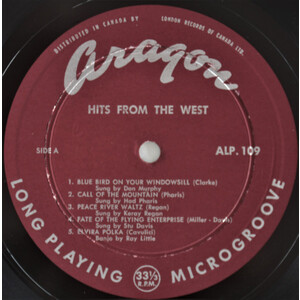 DISTRIBUTED IN CANADA BY LONDON RECORDS OF CANADA LTD.
Aragon
HITS FROM THE WEST
SIDE A
ALP. 109
1. BLUE BIRD ON YOUR WINDOWSILL (Clarke)
Sung by Don Murphy
2. CALL OF THE MOUNTAIN (Pharis)
Sung by Hod Pharis
3. PEACE RIVER WALTZ (Regan)
Sung by Keray Regan
4. FATE OF THE FLYING ENTERPRISE (Miller - Davis)
Sung by Stu Davis
5. ELVIRA POLKA (Cavallo)
Banjo by Ray Little
LONG PLAYING 33⅓ R.P.M. MICROGROOVE